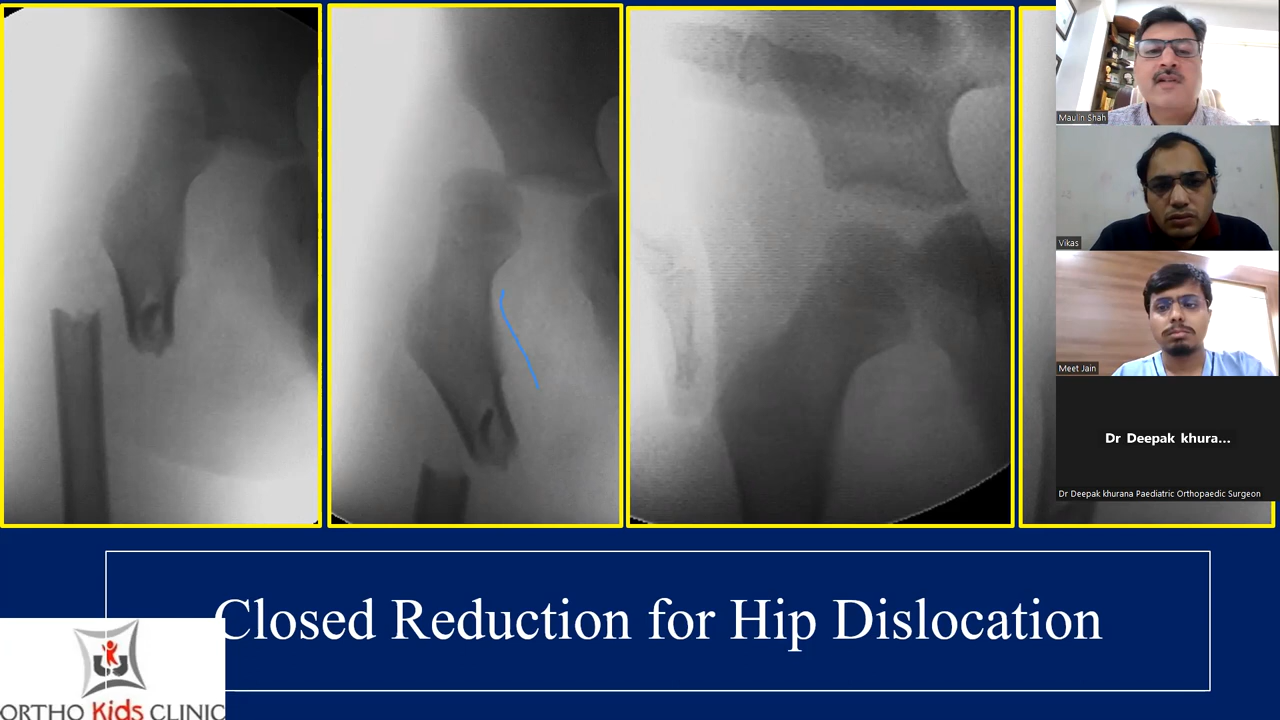 Maulin Shah
Vikas
Meet Jain
Dr Deepak khura...
Dr Deepak khurana Paediatric Orthopaedic Surgeon
Closed Reduction for Hip Dislocation
ORTHO Kids CLINIC